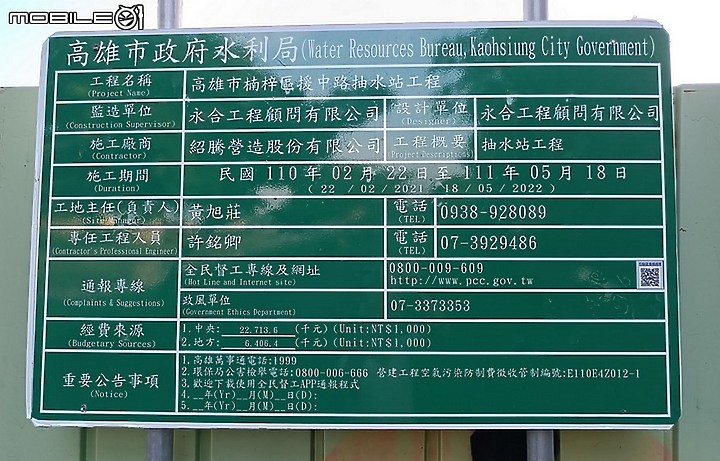 MOBILE01
高雄市政府水利局(Water Resources Bureau,Kaohsiung City Government)
工程名稱 高雄市楠梓區援中路抽水站工程
(Project Name)
監造單位 永合工程顧問有限公司 設計單位 永合工程顧問有限公司
(Construction Supervisor) (Designer)
施工廠商 紹騰營造股份有限公司 工程概要 抽水站工程
(Contractor) (Project Descriptions)
施工期間 民國 110 年 02 月 22 日 至 111 年 05 月 18 日
(Duration) ( 22 / 02 / 2021 - 18 / 05 / 2022 )
工地主任(負責人) 黃旭莊 電話 0938-928089
(Site Manager) (TEL)
專任工程人員 許銘卿 電話 07-3929486
(Contractor's Professional Engineer) (TEL)
通報專線 全民督工專線及網址 0800-009-609
(Complaints & Suggestions) (Hot Line and Internet site) http://www.pcc.gov.tw
政風單位 07-3373353
(Government Ethics Department)
經費來源 1.中央: 22,713.6 (千元) (Unit:NT$1,000)
(Budgetary Sources) 2.地方: 6,406.4 (千元) (Unit:NT$1,000)
重要公告事項
(Notice)
1.高雄萬事通電話:1999
2.環保局公害檢舉電話:0800-006-666 營建工程空氣污染防制費徵收管制編號:E110E4Z012-1
3.歡迎下載使用全民督工APP通報程式
4.__年(Yr)__月(M)__日(D):
5.__年(Yr)__月(M)__日(D):